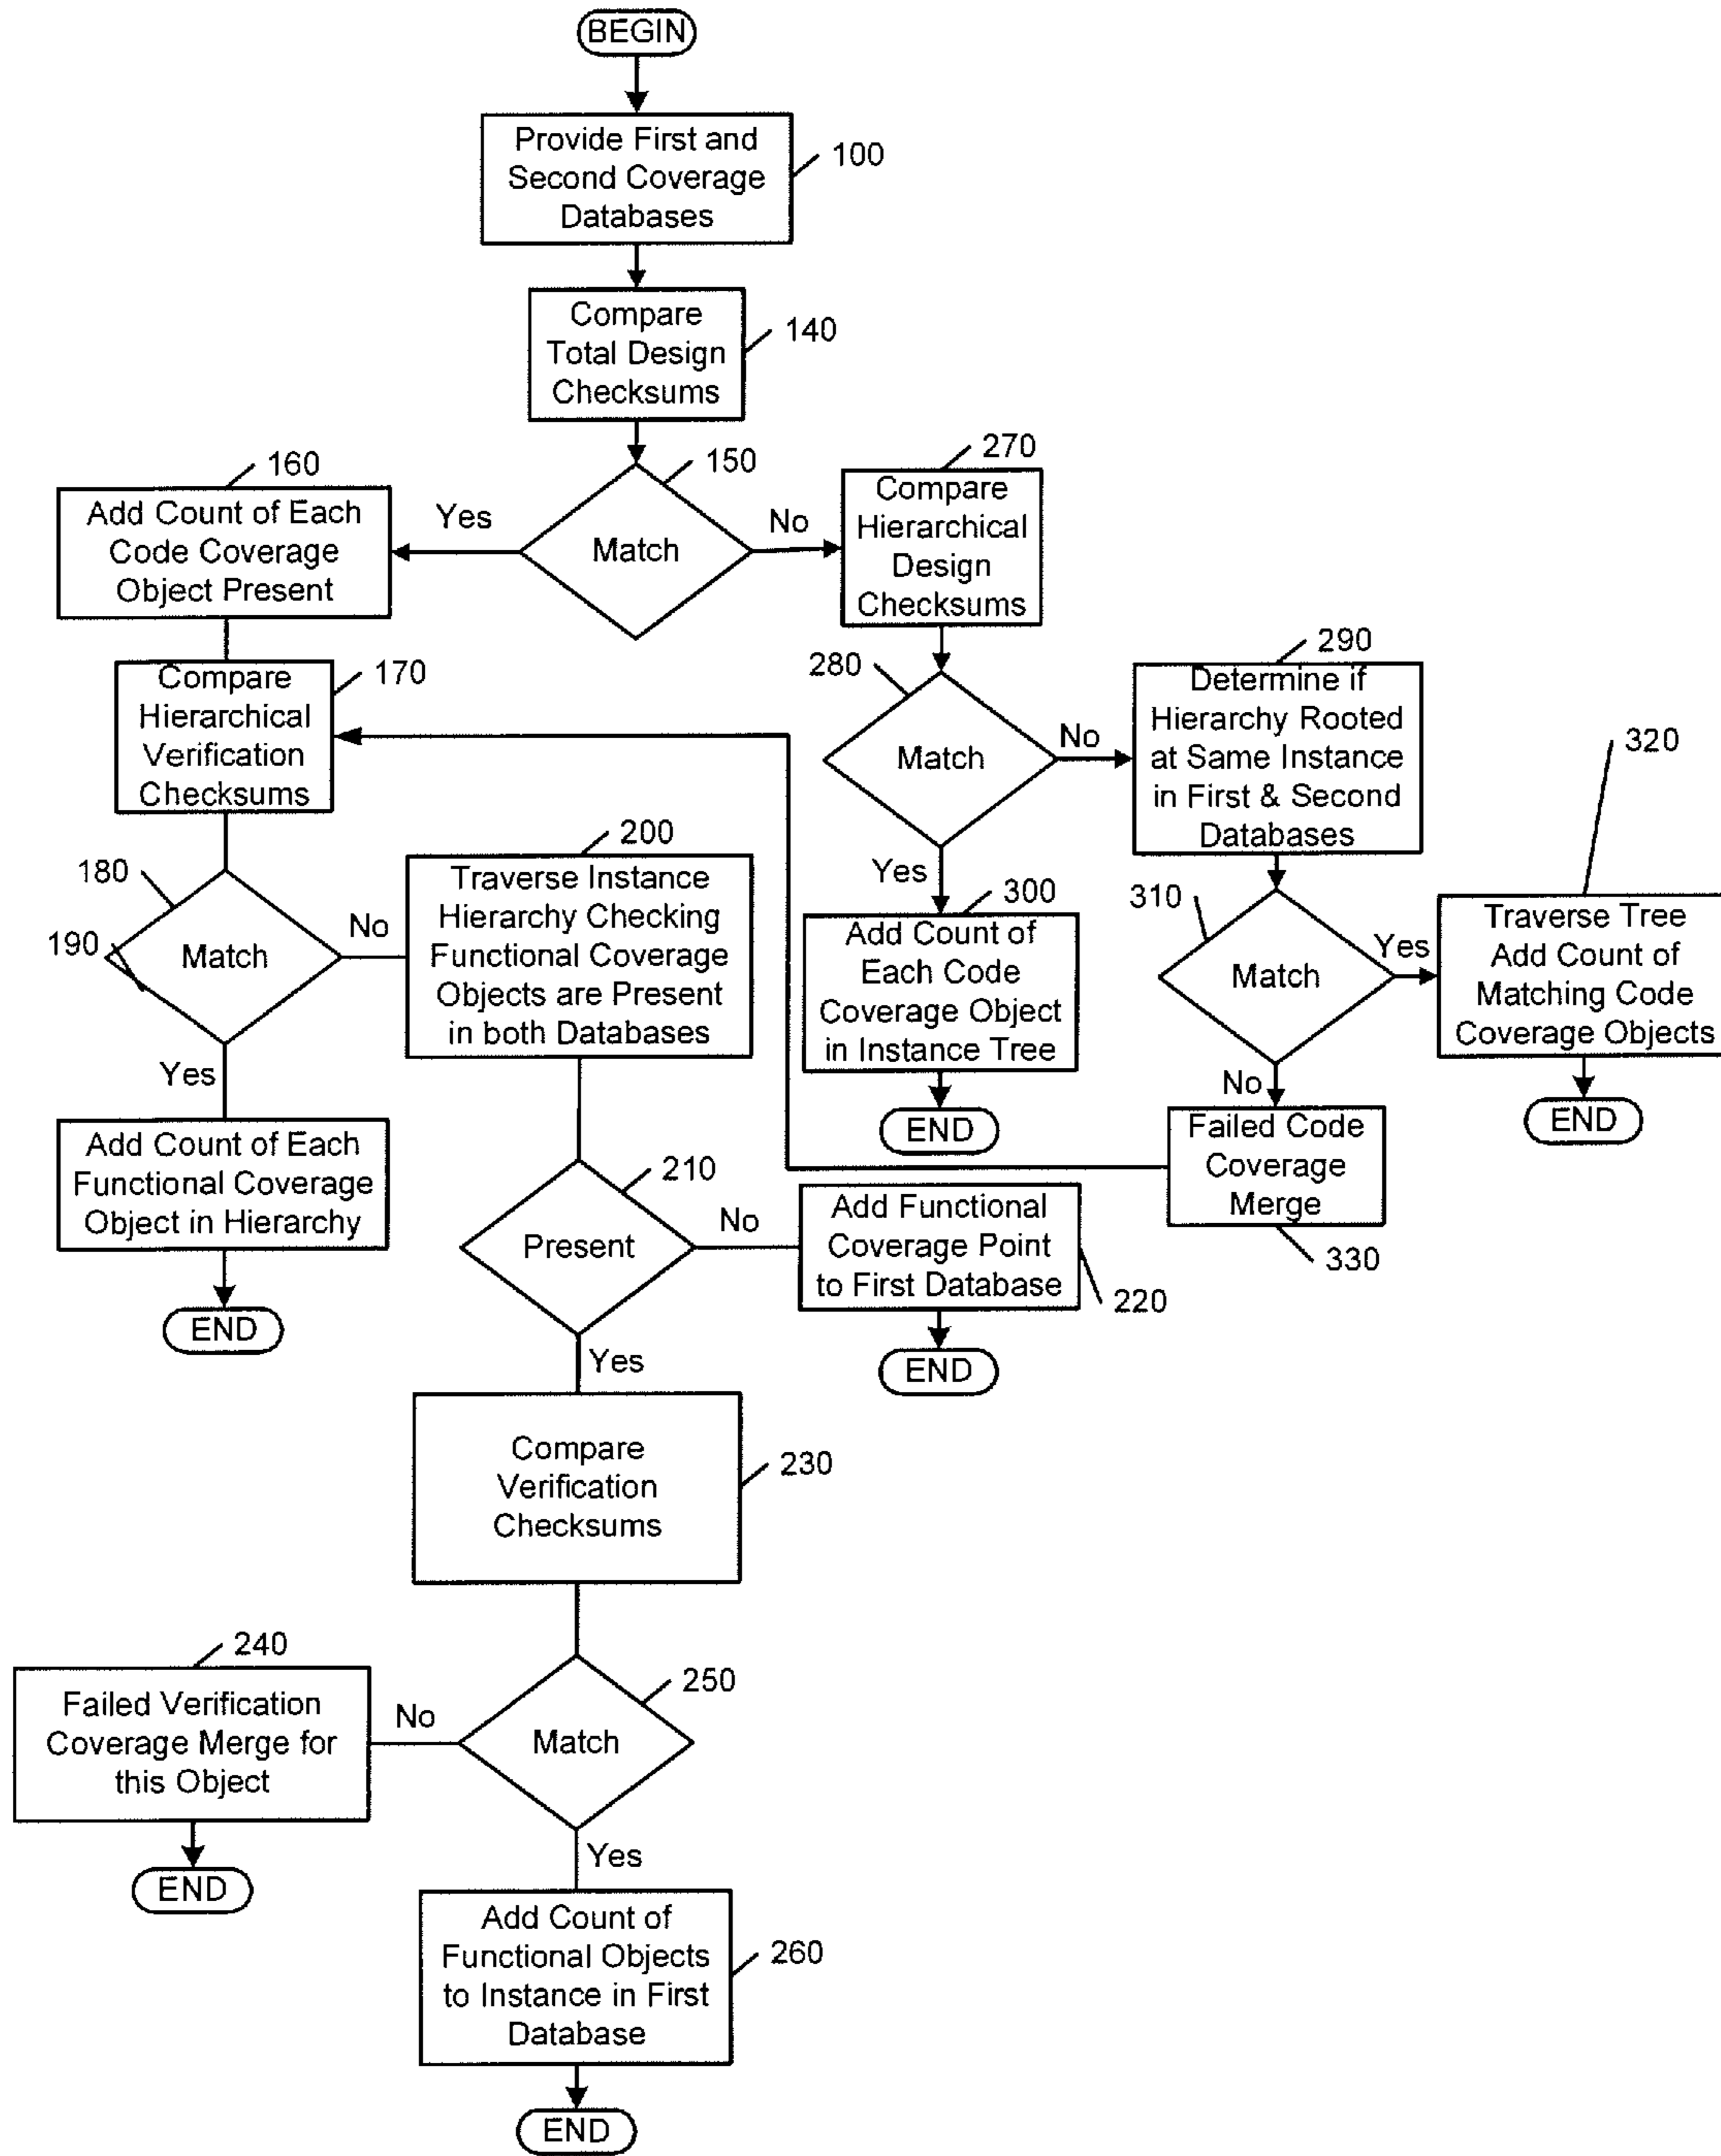 BEGIN
Provide First and
Second Coverage
Databases
100
Compare
Total Design
Checksums
140
150
Match
Yes
No
160
Add Count of Each
Code Coverage
Object Present
270
Compare
Hierarchical
Design
Checksums
170
Compare
Hierarchical
Verification
Checksums
280
Match
No
Yes
290
Determine if
Hierarchy Rooted
at Same Instance
in First & Second
Databases
320
180
190
Match
No
Yes
200
Traverse Instance
Hierarchy Checking
Functional Coverage
Objects are Present
in both Databases
300
Add Count of
Each Code
Coverage Object
in Instance Tree
END
310
Match
Yes
No
Traverse Tree
Add Count of
Matching Code
Coverage Objects
END
Failed Code
Coverage
Merge
330
Add Count of Each
Functional Coverage
Object in Hierarchy
END
210
Present
No
Yes
Add Functional
Coverage Point
to First Database
220
END
Compare
Verification
Checksums
230
240
Failed Verification
Coverage Merge for
this Object
END
No
250
Match
Yes
Add Count of
Functional Objects
to Instance in First
Database
260
END